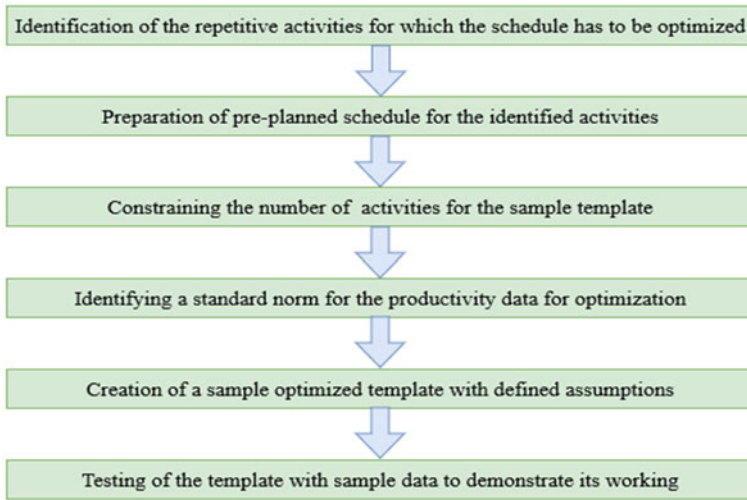 Identification of the repetitive activities for which the schedule has to be optimized
Preparation of pre-planned schedule for the identified activities
Constraining the number of activities for the sample template
Identifying a standard norm for the productivity data for optimization
Creation of a sample optimized template with defined assumptions
Testing of the template with sample data to demonstrate its working